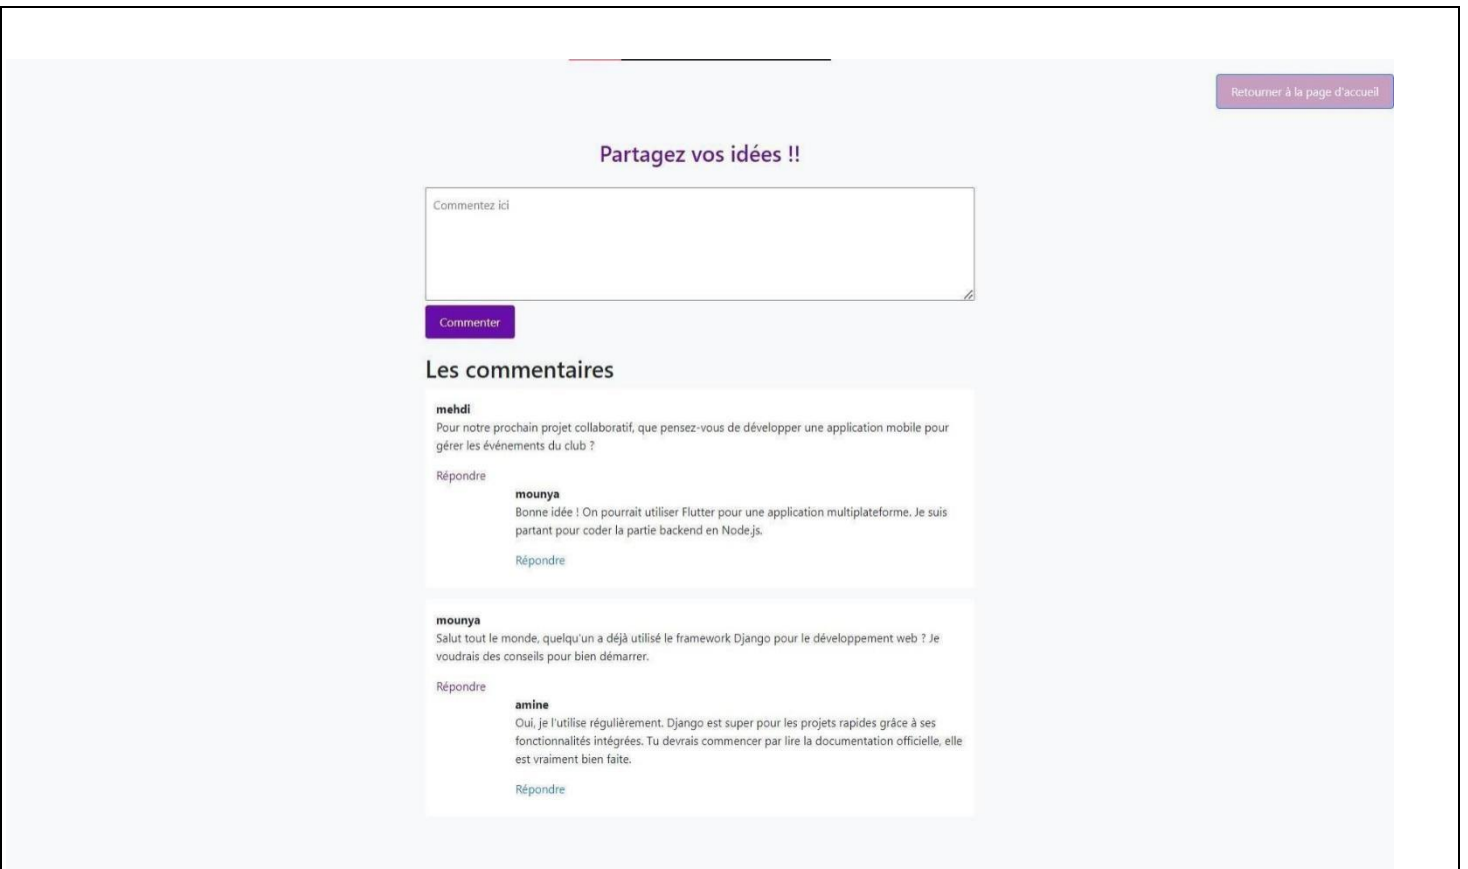 Retourner à la page d'accueil
Partagez vos idées !!
Commentez ici
Commenter
Les commentaires
mehdi
Pour notre prochain projet collaboratif, que pensez-vous de développer une application mobile pour
gérer les événements du club ?
Répondre
mounya
Bonne idée ! On pourrait utiliser Flutter pour une application multiplateforme. Je suis
partant pour coder la partie backend en Node.js.
Répondre
mounya
Salut tout le monde, quelqu'un a déjà utilisé le framework Django pour le développement web ? Je
voudrais des conseils pour bien démarrer.
Répondre
amine
Oui, je l'utilise régulièrement. Django est super pour les projets rapides grâce à ses
fonctionnalités intégrées. Tu devrais commencer par lire la documentation officielle, elle
est vraiment bien faite.
Répondre